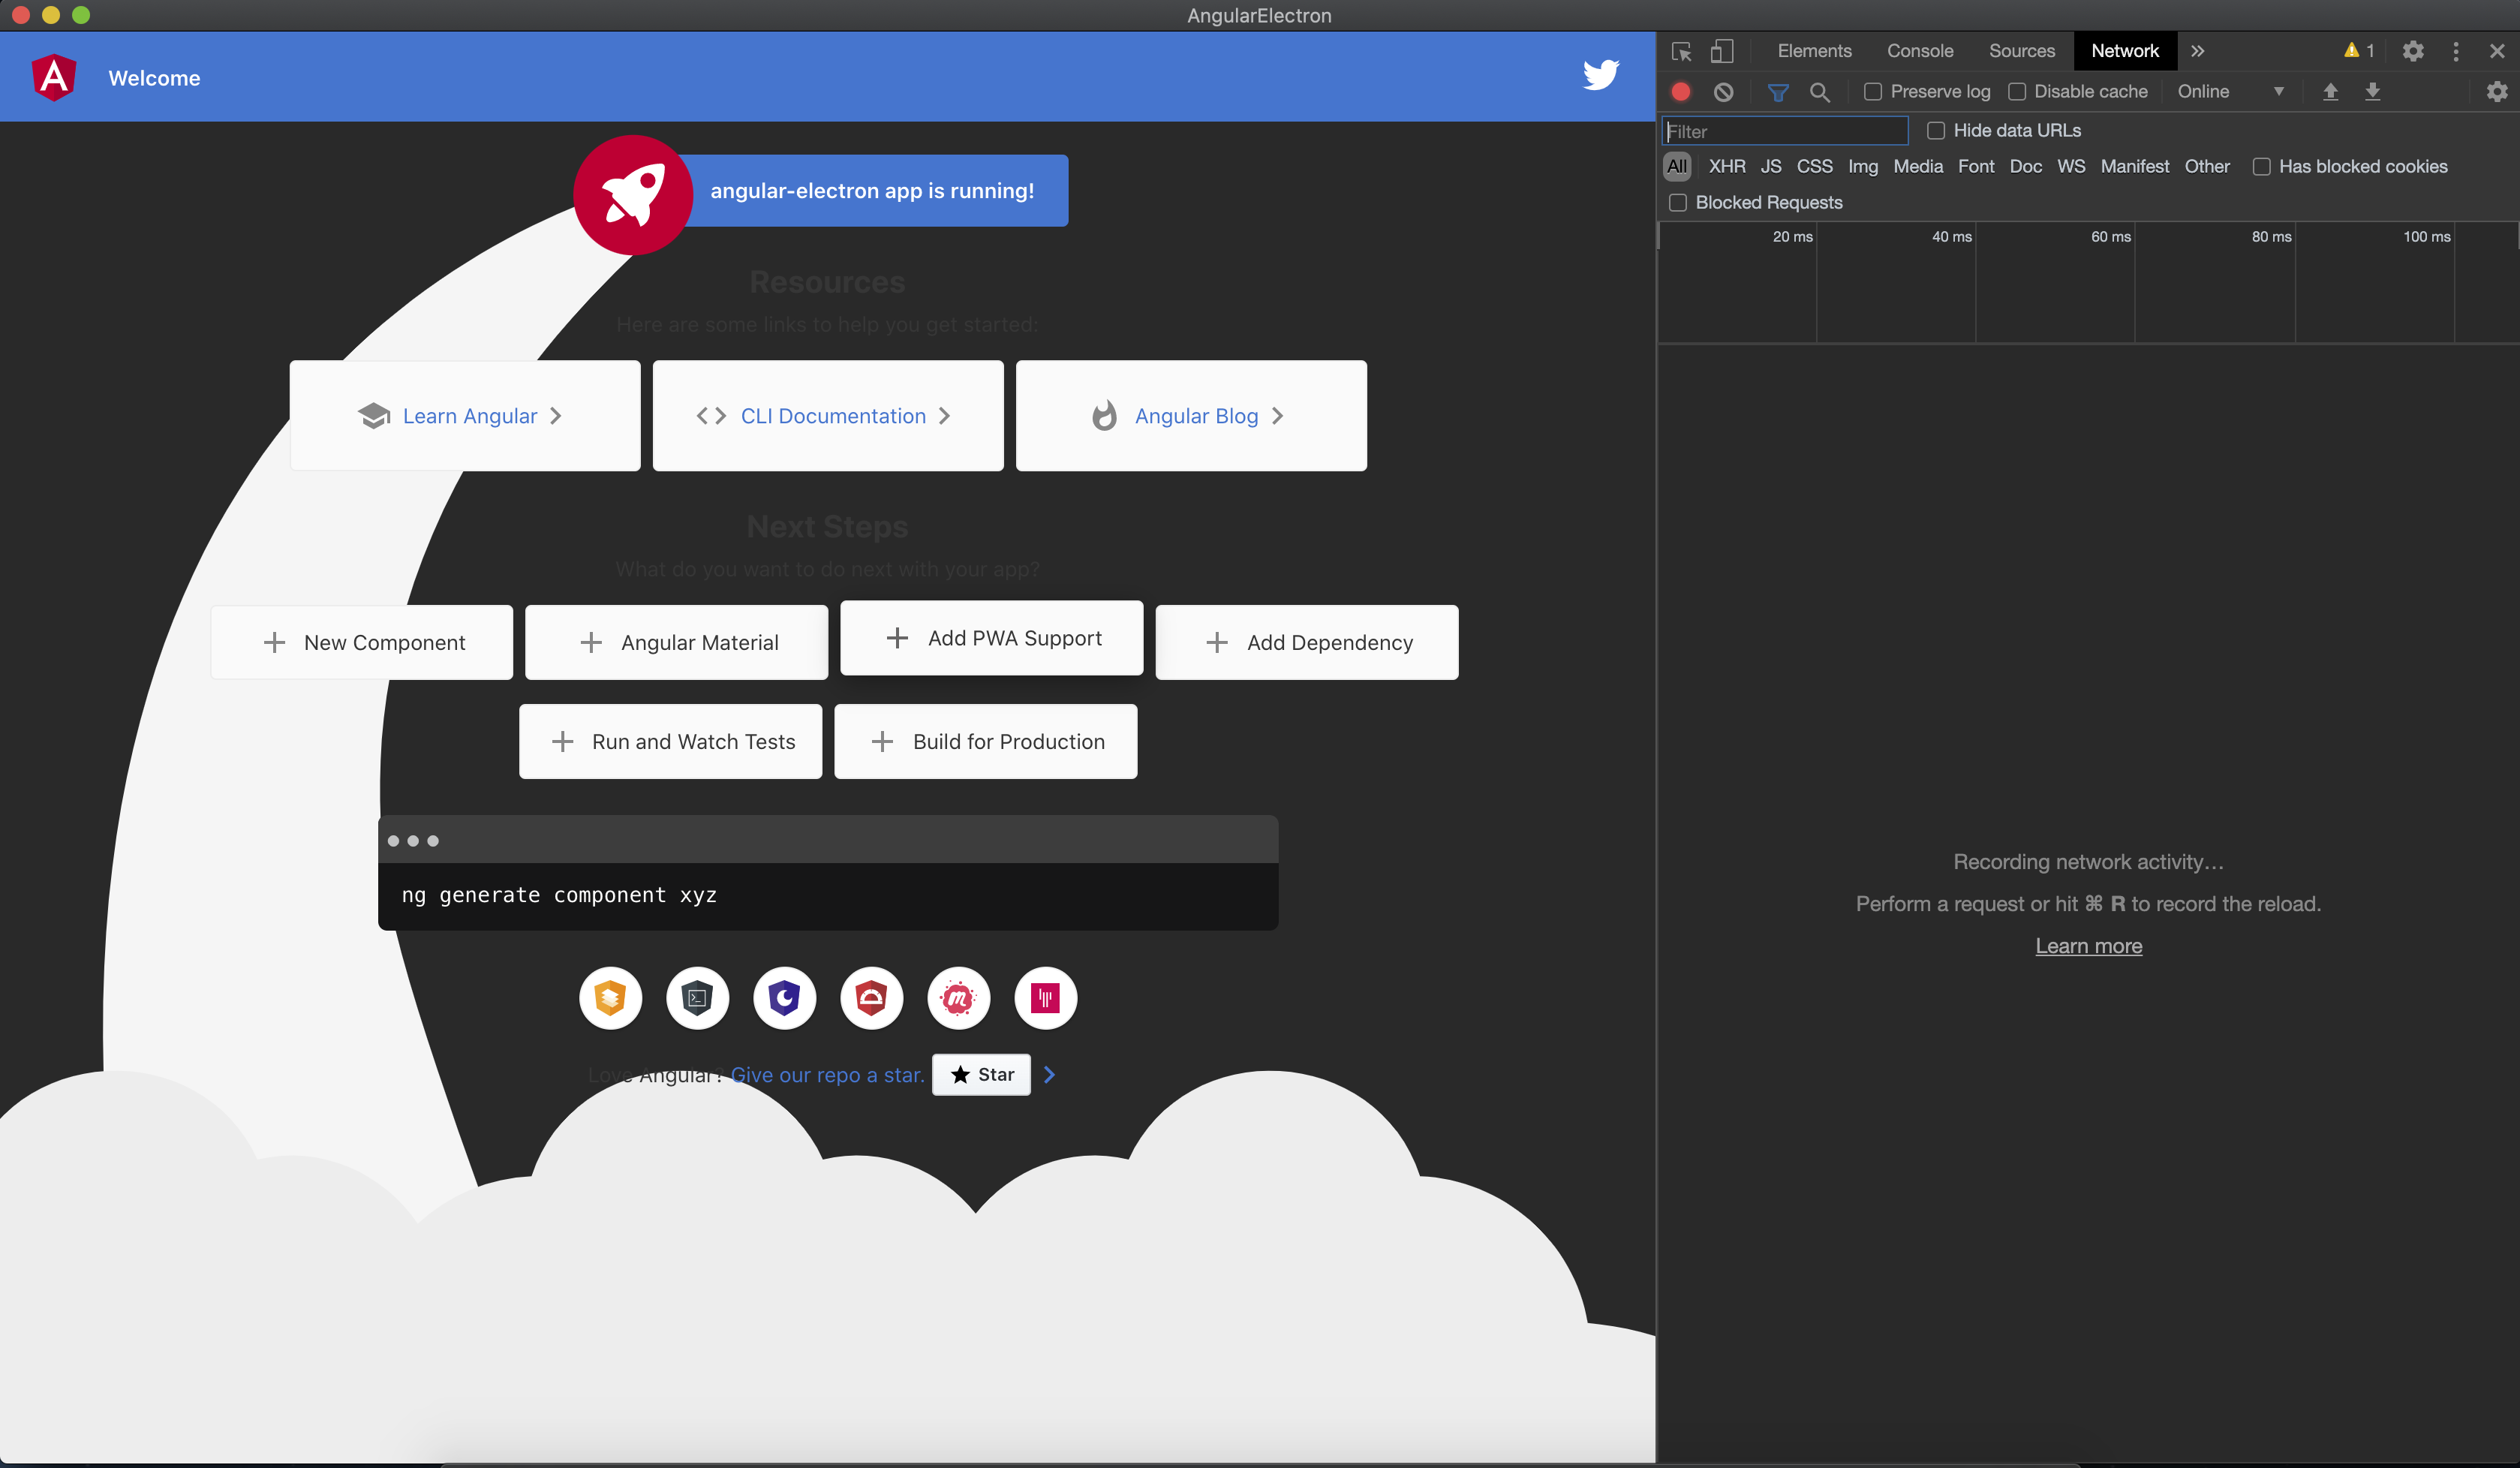 AngularElectron
Welcome
angular-electron app is running!
Resources
Here are some links to help you get started:
Learn Angular
CLI Documentation
Angular Blog
Next Steps
What do you want to do next with your app?
New Component
Angular Material
Add PWA Support
Add Dependency
Run and Watch Tests
Build for Production
ng generate component xyz
Love Angular? Give our repo a star.
Star
Elements Console Sources Network » 1
Preserve log Disable cache Online
Filter
Hide data URLs
All XHR JS CSS Img Media Font Doc WS Manifest Other Has blocked cookies
Blocked Requests
20 ms 40 ms 60 ms 80 ms 100 ms
Recording network activity…
Perform a request or hit ⌘ R to record the reload.
Learn more